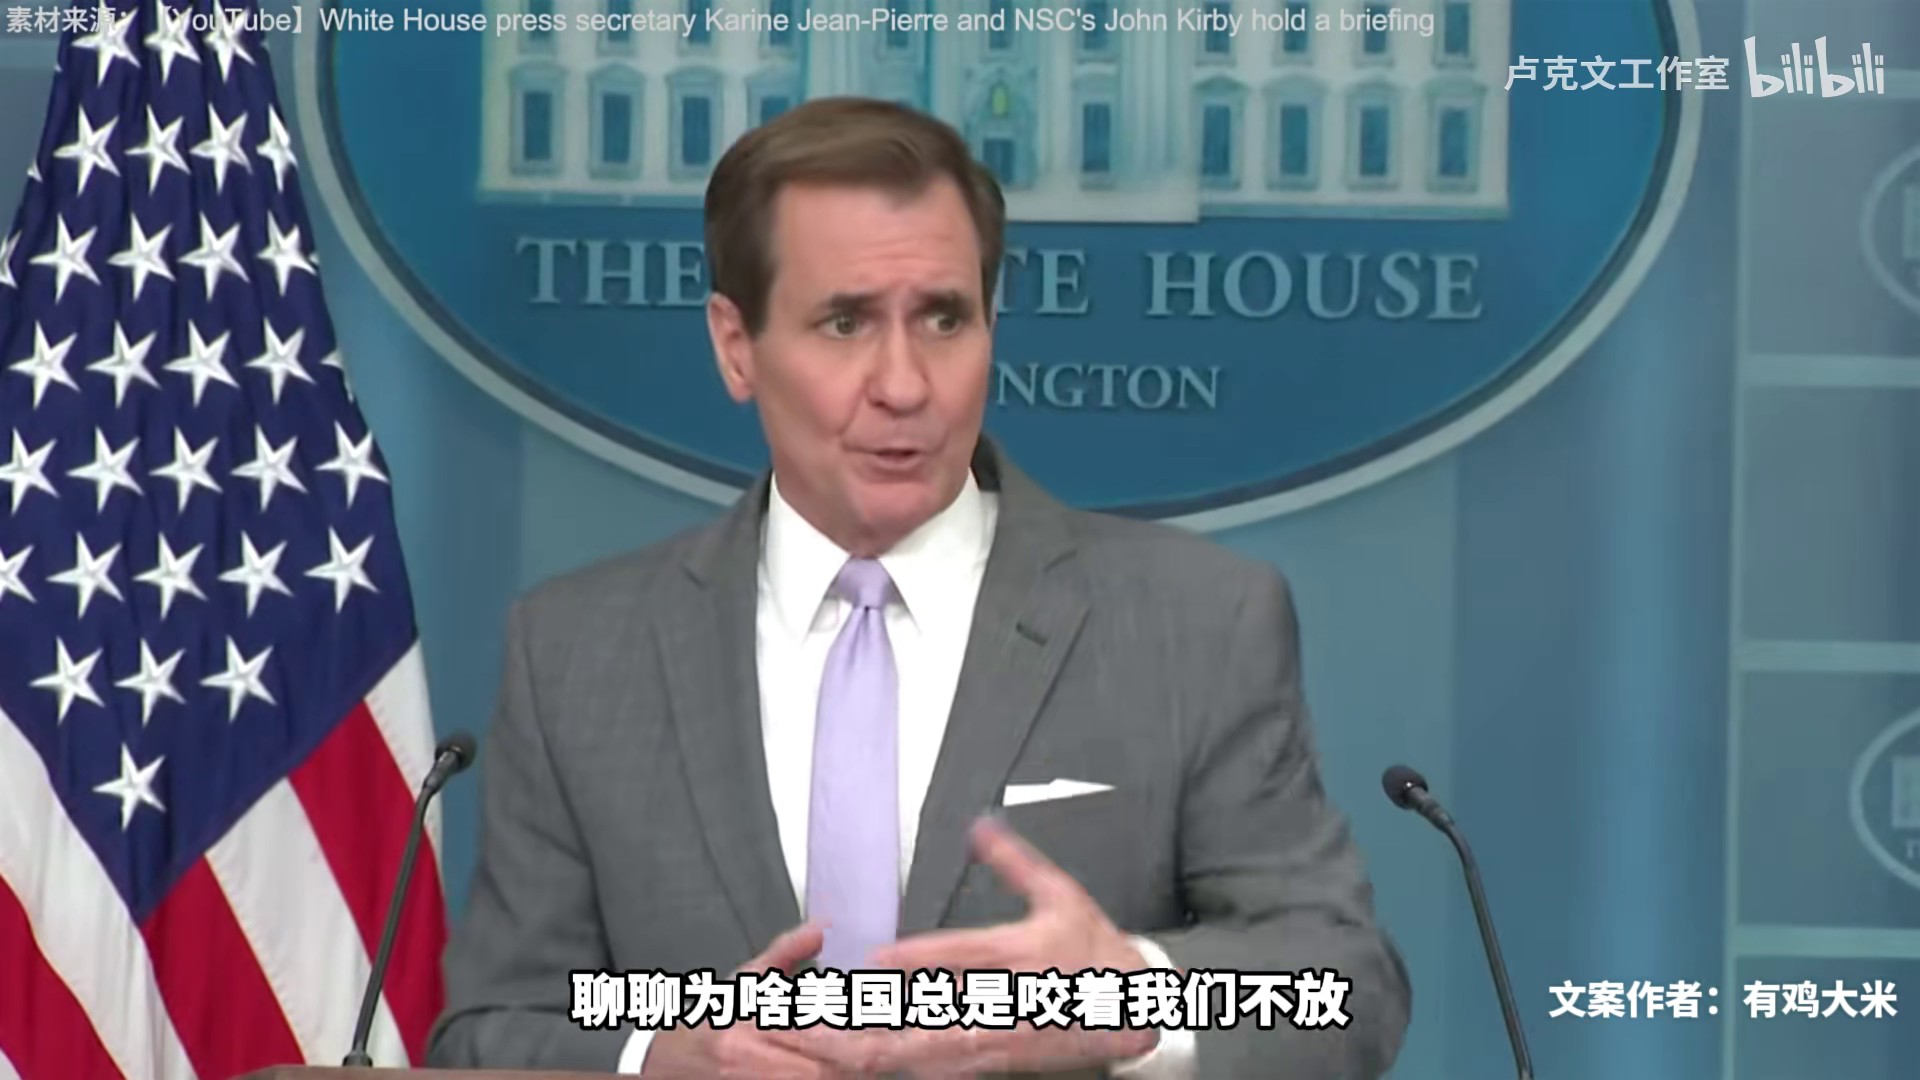 素材来源：【YouTube】White House press secretary Karine Jean-Pierre and NSC's John Kirby hold a briefing
卢克文工作室 bilibili
THE TE HOUSE
NGTON
聊聊为啥美国总是咬着我们不放
文案作者：有鸡大米